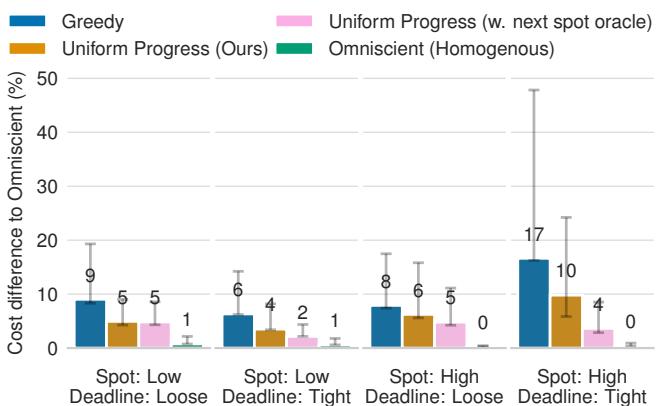 Greedy
Uniform Progress (w. next spot oracle)
Uniform Progress (Ours)
Omniscient (Homogenous)
Cost difference to Omniscient (%)
50
40
30
20
10
0
9
5
5
1
6
4
2
1
8
6
5
0
17
10
4
0
Spot: Low
Deadline: Loose
Spot: Low
Deadline: Tight
Spot: High
Deadline: Loose
Spot: High
Deadline: Tight